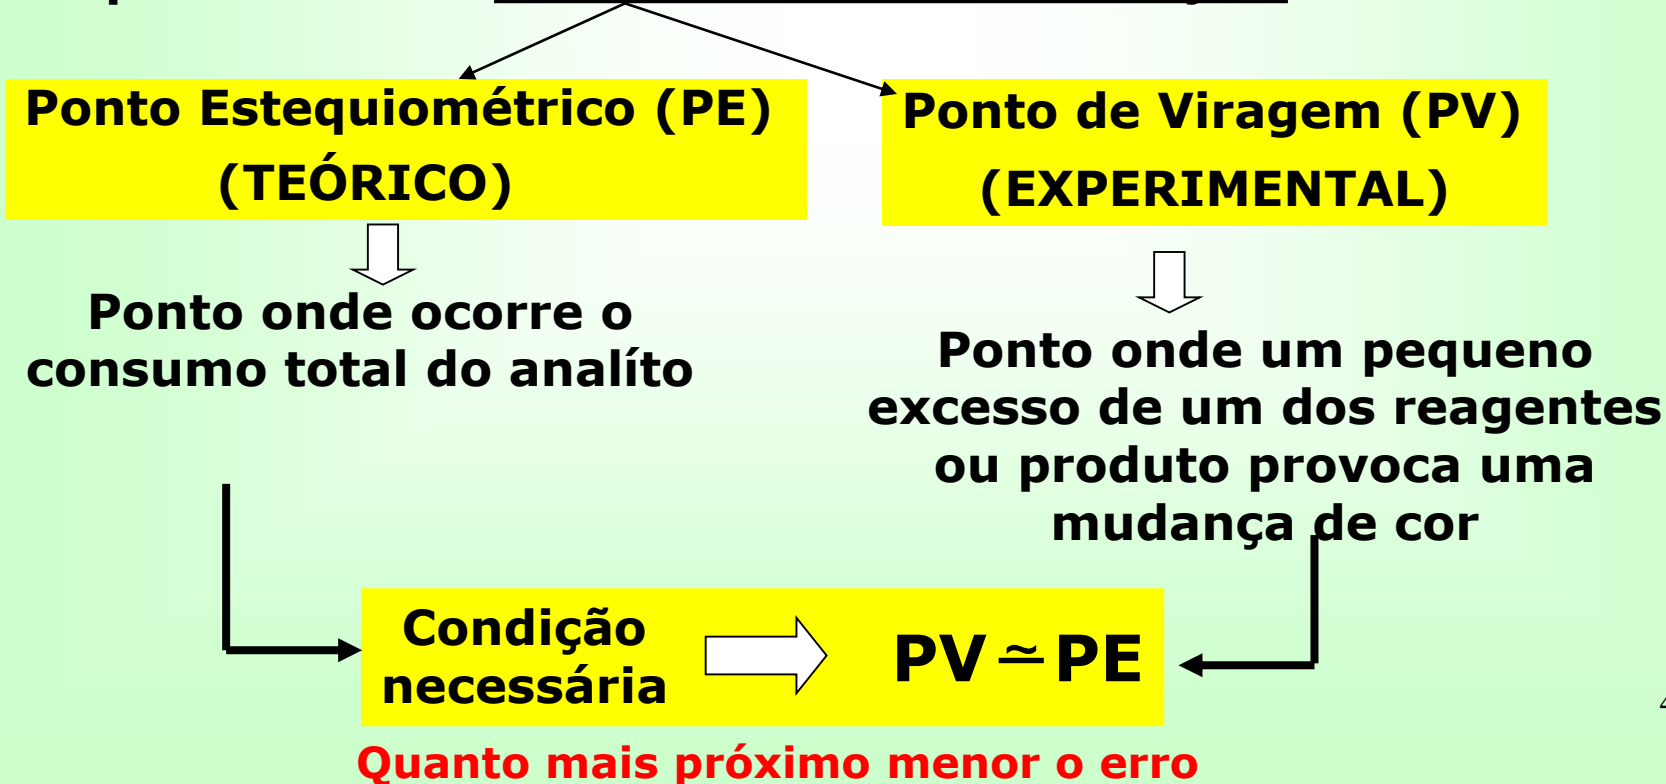 Ponto Estequiométrico (PE)
(TEÓRICO)
Ponto de Viragem (PV)
(EXPERIMENTAL)
Ponto onde ocorre o
consumo total do analíto
Ponto onde um pequeno
excesso de um dos reagentes
ou produto provoca uma
mudança de cor
Condição
necessária
PV ≃ PE
Quanto mais próximo menor o erro